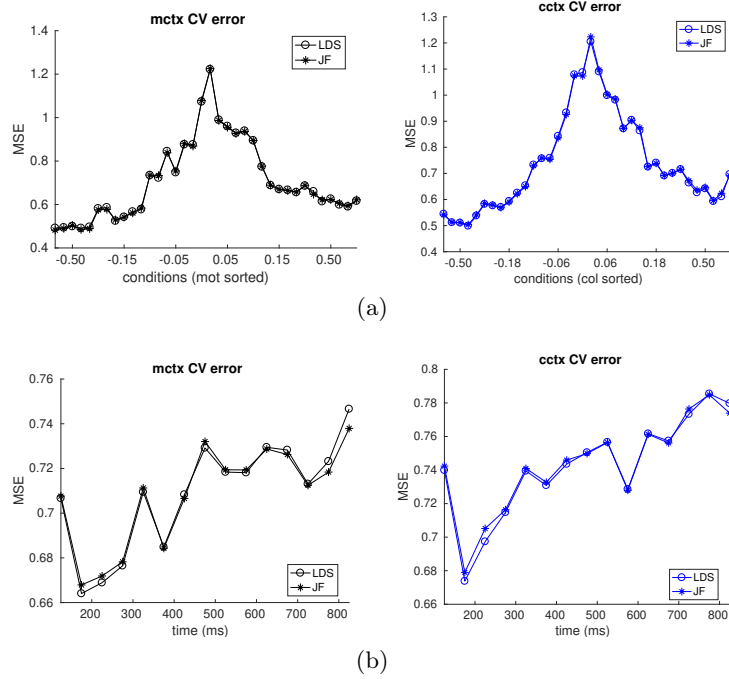 mctx CV error
1.4
1.2
1
0.8
0.6
0.4
MSE
LDS
JF
-0.50 -0.15 -0.05 0.05 0.15 0.50
conditions (mot sorted)
cctx CV error
1.3
1.2
1.1
1
0.9
0.8
0.7
0.6
0.5
0.4
MSE
LDS
JF
-0.50 -0.18 -0.06 0.06 0.18 0.50
conditions (col sorted)
(a)
mctx CV error
0.76
0.74
0.72
0.7
0.68
0.66
MSE
LDS
JF
200 300 400 500 600 700 800
time (ms)
cctx CV error
0.8
0.78
0.76
0.74
0.72
0.7
0.68
0.66
MSE
LDS
JF
200 300 400 500 600 700 800
time (ms)
(b)